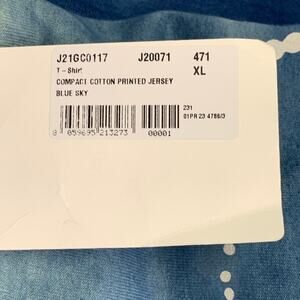 J21GC0117 J20071 471
T-Shirt XL
COMPACT COTTON PRINTED JERSEY
BLUE SKY
231
01PR 23 4786/3
8 059695 213273 00001